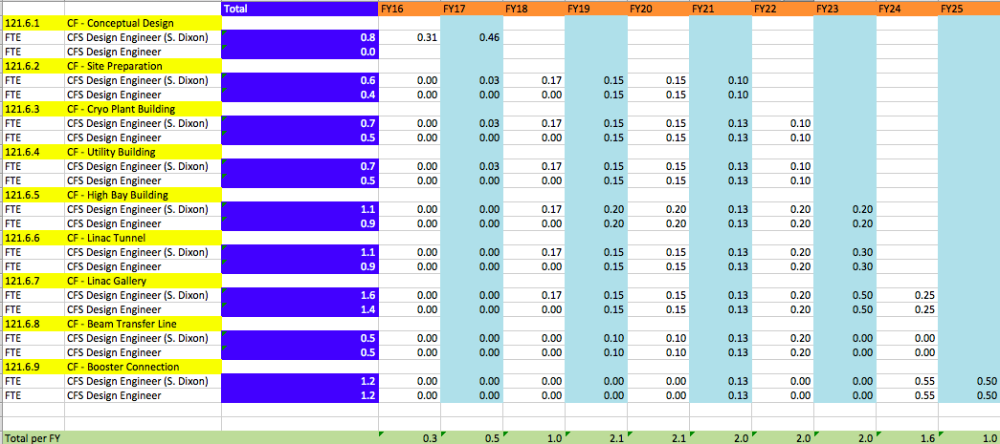 Total FY16 FY17 FY18 FY19 FY20 FY21 FY22 FY23 FY24 FY25
121.6.1 CF - Conceptual Design
FTE CFS Design Engineer (S. Dixon) 0.8 0.31 0.46
FTE CFS Design Engineer 0.0
121.6.2 CF - Site Preparation
FTE CFS Design Engineer (S. Dixon) 0.6 0.00 0.03 0.17 0.15 0.15 0.10
FTE CFS Design Engineer 0.4 0.00 0.00 0.00 0.15 0.15 0.10
121.6.3 CF - Cryo Plant Building
FTE CFS Design Engineer (S. Dixon) 0.7 0.00 0.03 0.17 0.15 0.15 0.13 0.10
FTE CFS Design Engineer 0.5 0.00 0.00 0.00 0.15 0.15 0.13 0.10
121.6.4 CF - Utility Building
FTE CFS Design Engineer (S. Dixon) 0.7 0.00 0.03 0.17 0.15 0.15 0.13 0.10
FTE CFS Design Engineer 0.5 0.00 0.00 0.00 0.15 0.15 0.13 0.10
121.6.5 CF - High Bay Building
FTE CFS Design Engineer (S. Dixon) 1.1 0.00 0.00 0.17 0.20 0.20 0.13 0.20 0.20
FTE CFS Design Engineer 0.9 0.00 0.00 0.00 0.20 0.20 0.13 0.20 0.20
121.6.6 CF - Linac Tunnel
FTE CFS Design Engineer (S. Dixon) 1.1 0.00 0.00 0.17 0.15 0.15 0.13 0.20 0.30
FTE CFS Design Engineer 0.9 0.00 0.00 0.00 0.15 0.15 0.13 0.20 0.30
121.6.7 CF - Linac Gallery
FTE CFS Design Engineer (S. Dixon) 1.6 0.00 0.00 0.17 0.15 0.15 0.13 0.20 0.50 0.25
FTE CFS Design Engineer 1.4 0.00 0.00 0.00 0.15 0.15 0.13 0.20 0.50 0.25
121.6.8 CF - Beam Transfer Line
FTE CFS Design Engineer (S. Dixon) 0.5 0.00 0.00 0.00 0.10 0.10 0.13 0.20 0.00 0.00
FTE CFS Design Engineer 0.5 0.00 0.00 0.00 0.10 0.10 0.13 0.20 0.00 0.00
121.6.9 CF - Booster Connection
FTE CFS Design Engineer (S. Dixon) 1.2 0.00 0.00 0.00 0.00 0.00 0.13 0.00 0.00 0.55 0.50
FTE CFS Design Engineer 1.2 0.00 0.00 0.00 0.00 0.00 0.13 0.00 0.00 0.55 0.50
Total per FY 0.3 0.5 1.0 2.1 2.1 2.0 2.0 2.0 1.6 1.0